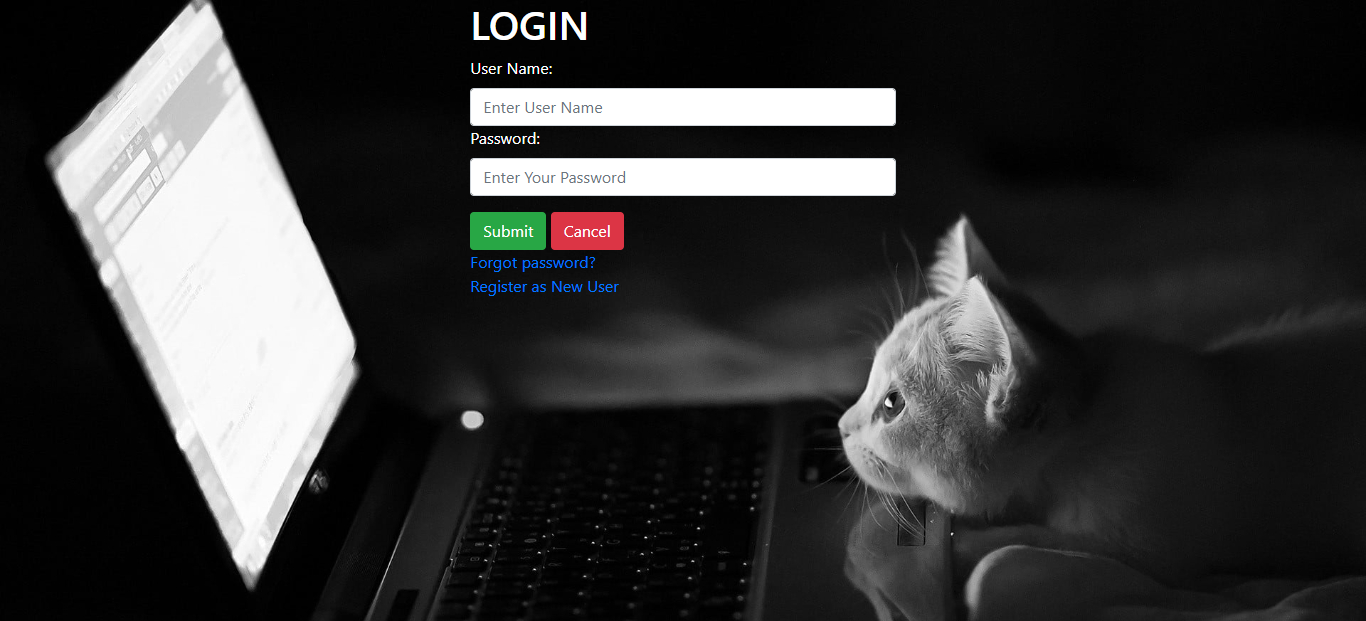 LOGIN
User Name:
Enter User Name
Password:
Enter Your Password
Submit Cancel
Forgot password?
Register as New User